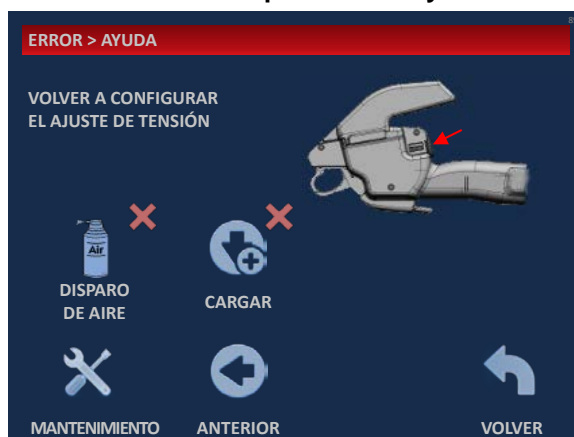 ERROR > AYUDA
VOLVER A CONFIGURAR
EL AJUSTE DE TENSIÓN
Air
DISPARO
DE AIRE
CARGAR
MANTENIMIENTO
ANTERIOR
VOLVER